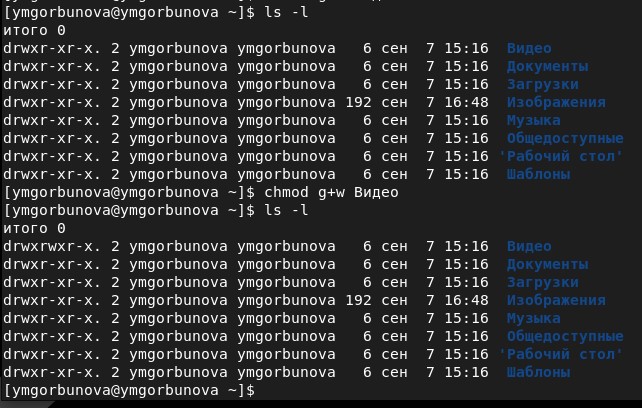 [ymgorbunova@ymgorbunova ~]$ ls -l
итого 0
drwxr-xr-x. 2 ymgorbunova ymgorbunova   6 сен  7 15:16  Видео
drwxr-xr-x. 2 ymgorbunova ymgorbunova   6 сен  7 15:16  Документы
drwxr-xr-x. 2 ymgorbunova ymgorbunova   6 сен  7 15:16  Загрузки
drwxr-xr-x. 2 ymgorbunova ymgorbunova 192 сен  7 16:48  Изображения
drwxr-xr-x. 2 ymgorbunova ymgorbunova   6 сен  7 15:16  Музыка
drwxr-xr-x. 2 ymgorbunova ymgorbunova   6 сен  7 15:16  Общедоступные
drwxr-xr-x. 2 ymgorbunova ymgorbunova   6 сен  7 15:16 'Рабочий стол'
drwxr-xr-x. 2 ymgorbunova ymgorbunova   6 сен  7 15:16  Шаблоны
[ymgorbunova@ymgorbunova ~]$ chmod g+w Видео
[ymgorbunova@ymgorbunova ~]$ ls -l
итого 0
drwxrwxr-x. 2 ymgorbunova ymgorbunova   6 сен  7 15:16  Видео
drwxr-xr-x. 2 ymgorbunova ymgorbunova   6 сен  7 15:16  Документы
drwxr-xr-x. 2 ymgorbunova ymgorbunova   6 сен  7 15:16  Загрузки
drwxr-xr-x. 2 ymgorbunova ymgorbunova 192 сен  7 16:48  Изображения
drwxr-xr-x. 2 ymgorbunova ymgorbunova   6 сен  7 15:16  Музыка
drwxr-xr-x. 2 ymgorbunova ymgorbunova   6 сен  7 15:16  Общедоступные
drwxr-xr-x. 2 ymgorbunova ymgorbunova   6 сен  7 15:16 'Рабочий стол'
drwxr-xr-x. 2 ymgorbunova ymgorbunova   6 сен  7 15:16  Шаблоны
[ymgorbunova@ymgorbunova ~]$